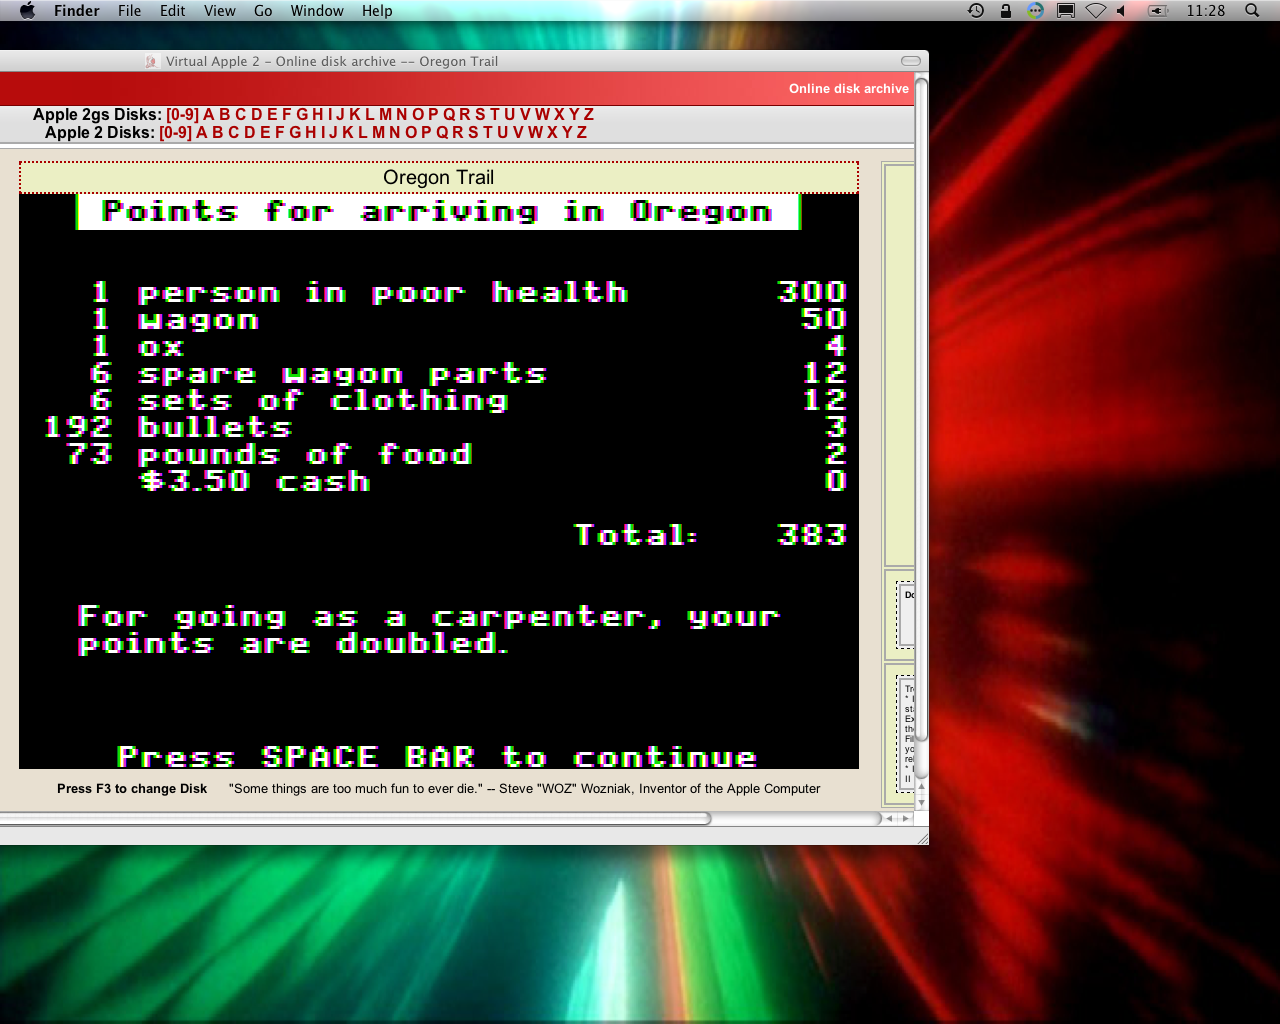 Finder File Edit View Go Window Help 11:28
Virtual Apple 2 - Online disk archive -- Oregon Trail
Online disk archive
Apple 2gs Disks: [0-9] A B C D E F G H I J K L M N O P Q R S T U V W X Y Z
Apple 2 Disks: [0-9] A B C D E F G H I J K L M N O P Q R S T U V W X Y Z
Oregon Trail
Points for arriving in Oregon
1 person in poor health 300
1 wagon 50
1 ox 4
6 spare wagon parts 12
6 sets of clothing 12
192 bullets 3
73 pounds of food 2
$3.50 cash 0
Total: 383
For going as a carpenter, your
points are doubled.
Press SPACE BAR to continue
Press F3 to change Disk "Some things are too much fun to ever die." -- Steve "WOZ" Wozniak, Inventor of the Apple Computer